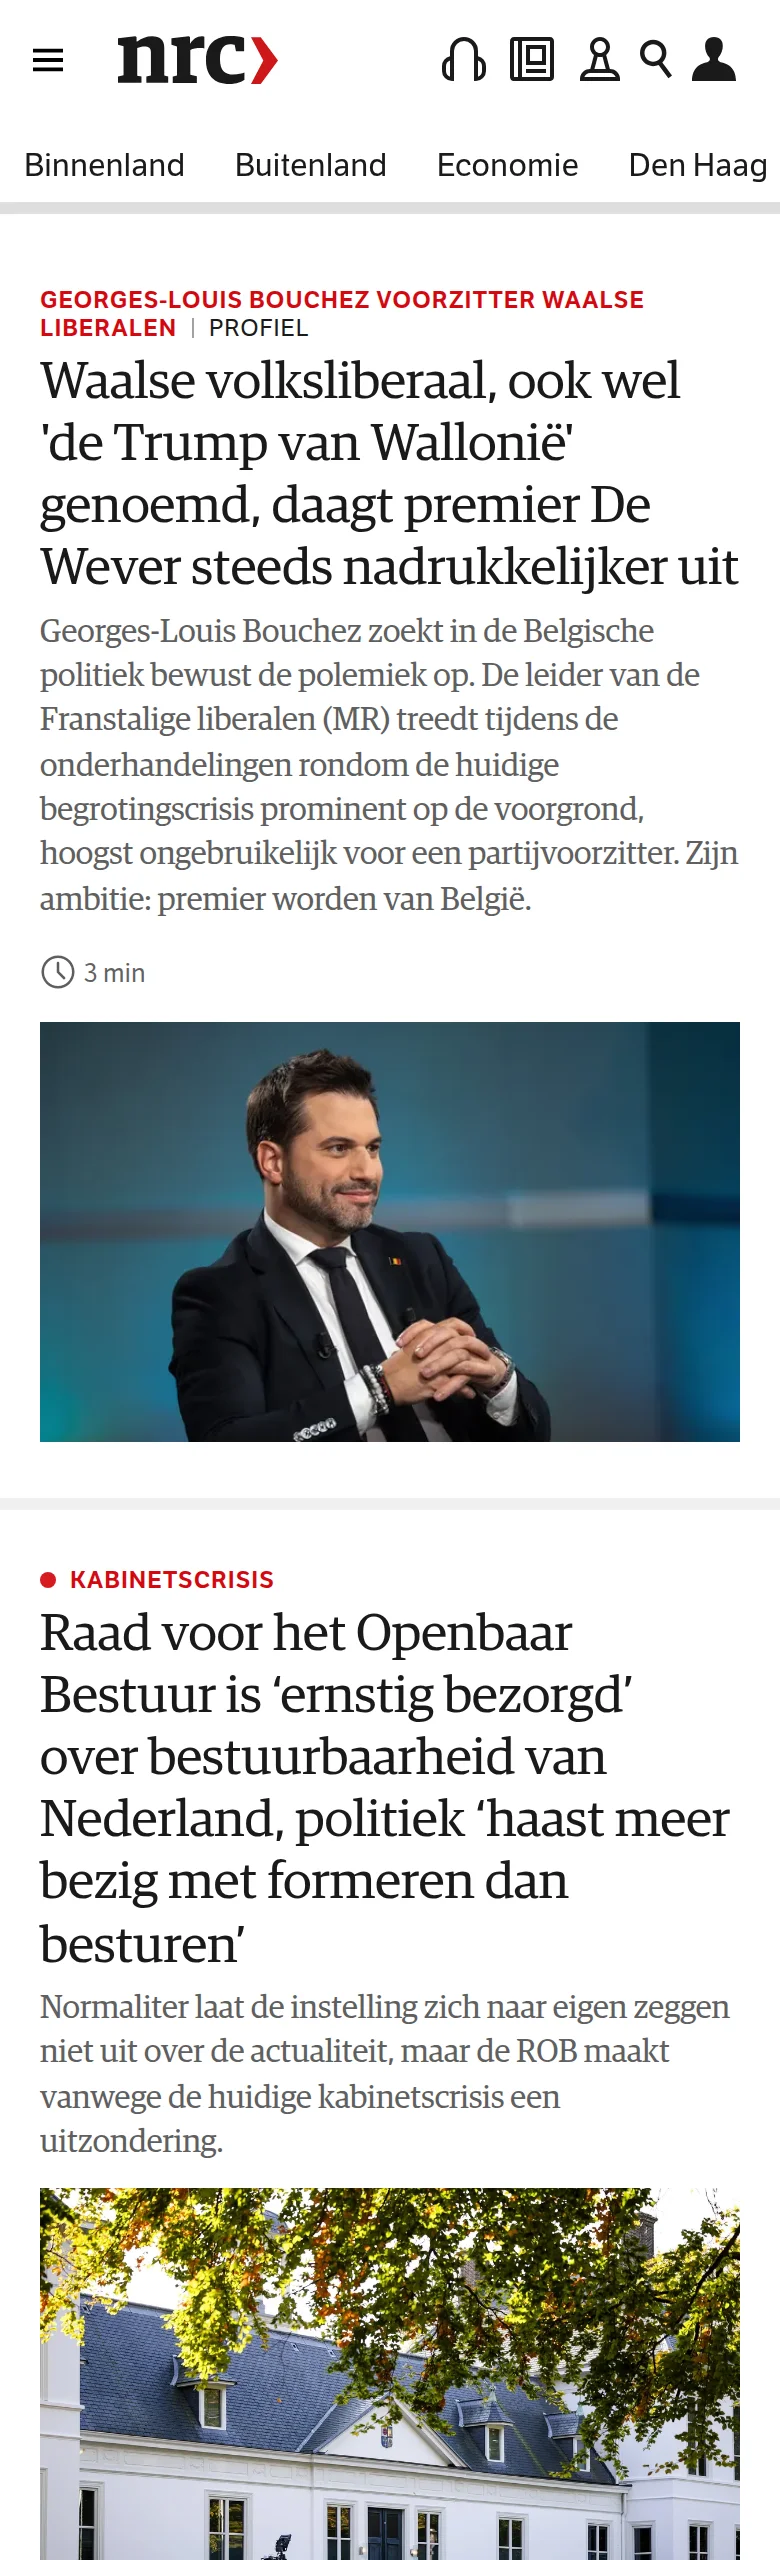 nrc
Binnenland Buitenland Economie Den Haag
GEORGES-LOUIS BOUCHEZ VOORZITTER WAALSE
LIBERALEN | PROFIEL
Waalse volksliberaal, ook wel
'de Trump van Wallonië'
genoemd, daagt premier De
Wever steeds nadrukkelijker uit
Georges-Louis Bouchez zoekt in de Belgische
politiek bewust de polemiek op. De leider van de
Franstalige liberalen (MR) treedt tijdens de
onderhandelingen rondom de huidige
begrotingscrisis prominent op de voorgrond,
hoogst ongebruikelijk voor een partijvoorzitter. Zijn
ambitie: premier worden van België.
3 min
KABINETSCRISIS
Raad voor het Openbaar
Bestuur is ‘ernstig bezorgd’
over bestuurbaarheid van
Nederland, politiek ‘haast meer
bezig met formeren dan
besturen’
Normaliter laat de instelling zich naar eigen zeggen
niet uit over de actualiteit, maar de ROB maakt
vanwege de huidige kabinetscrisis een
uitzondering.